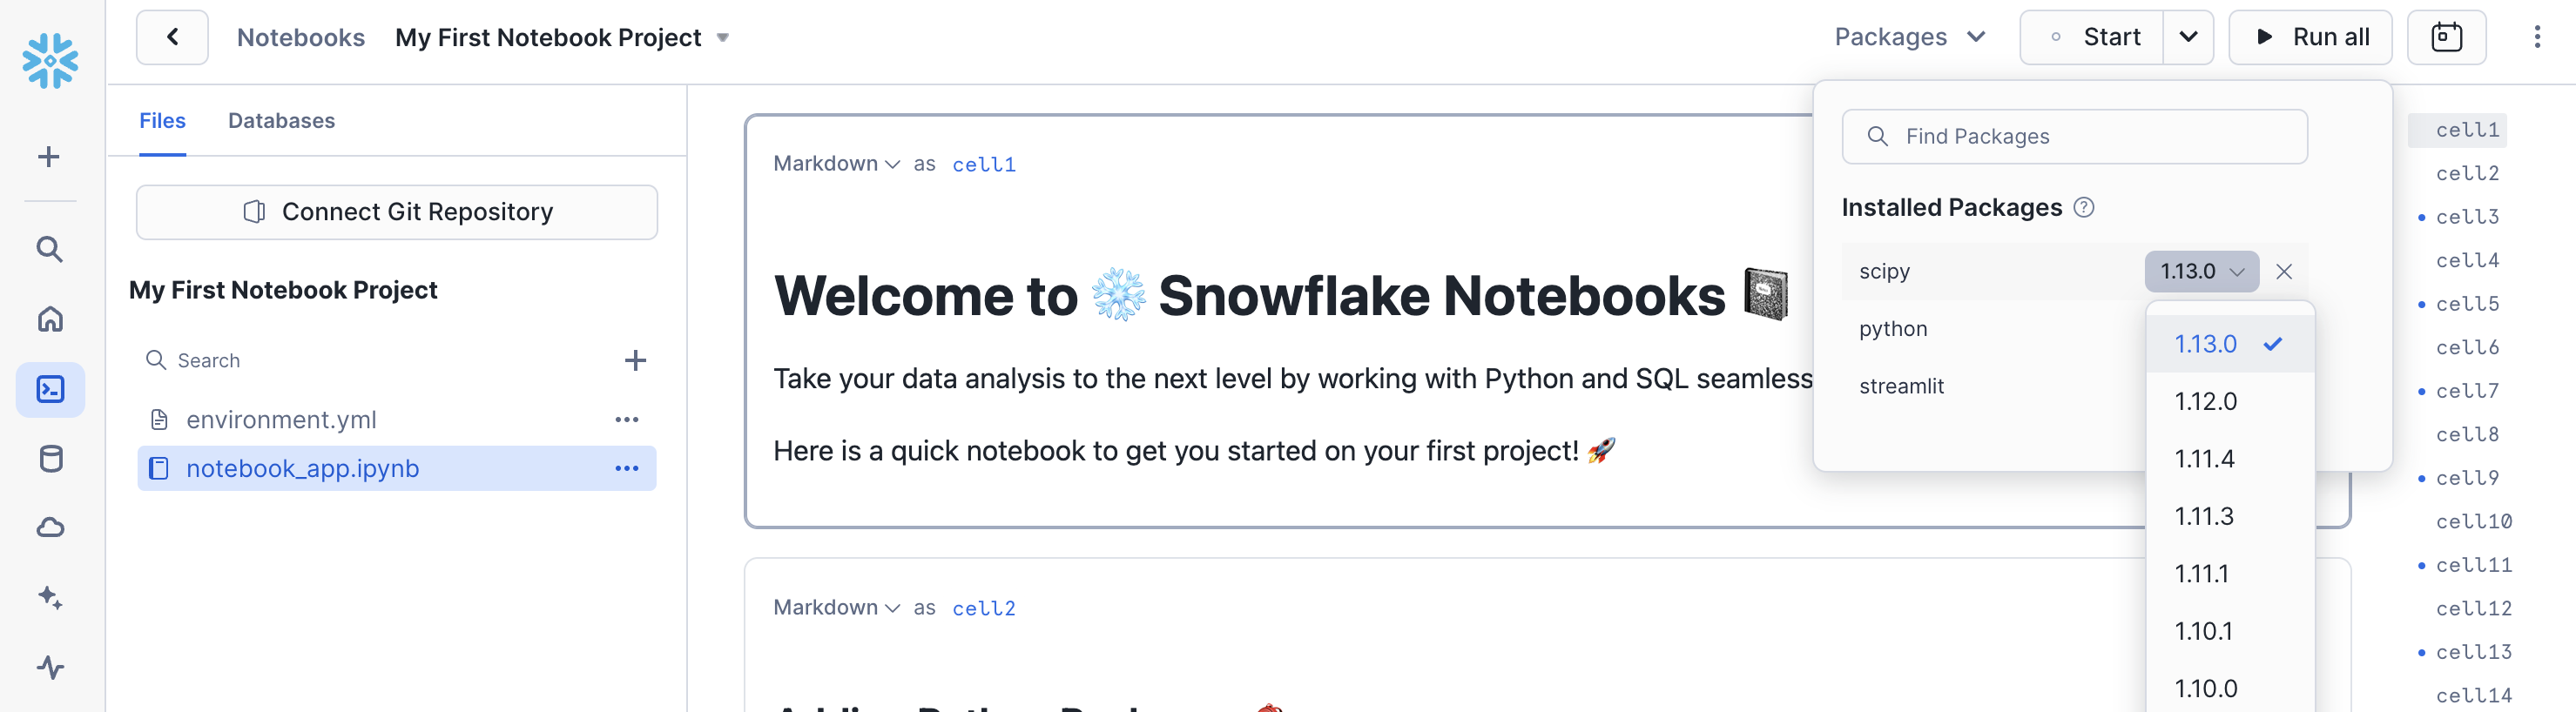 Notebooks My First Notebook Project
Packages Start Run all
Files Databases
Connect Git Repository
My First Notebook Project
Search
environment.yml
notebook_app.ipynb
Markdown as cell1
Welcome to ❄️ Snowflake Notebooks 📓
Take your data analysis to the next level by working with Python and SQL
Here is a quick notebook to get you started on your first project! 🚀
Markdown as cell2
Find Packages
Installed Packages ?
scipy 1.13.0
python
streamlit
1.13.0
1.12.0
1.11.4
1.11.3
1.11.1
1.10.1
1.10.0
cell1
cell2
cell3
cell4
cell5
cell6
cell7
cell8
cell9
cell10
cell11
cell12
cell13
cell14